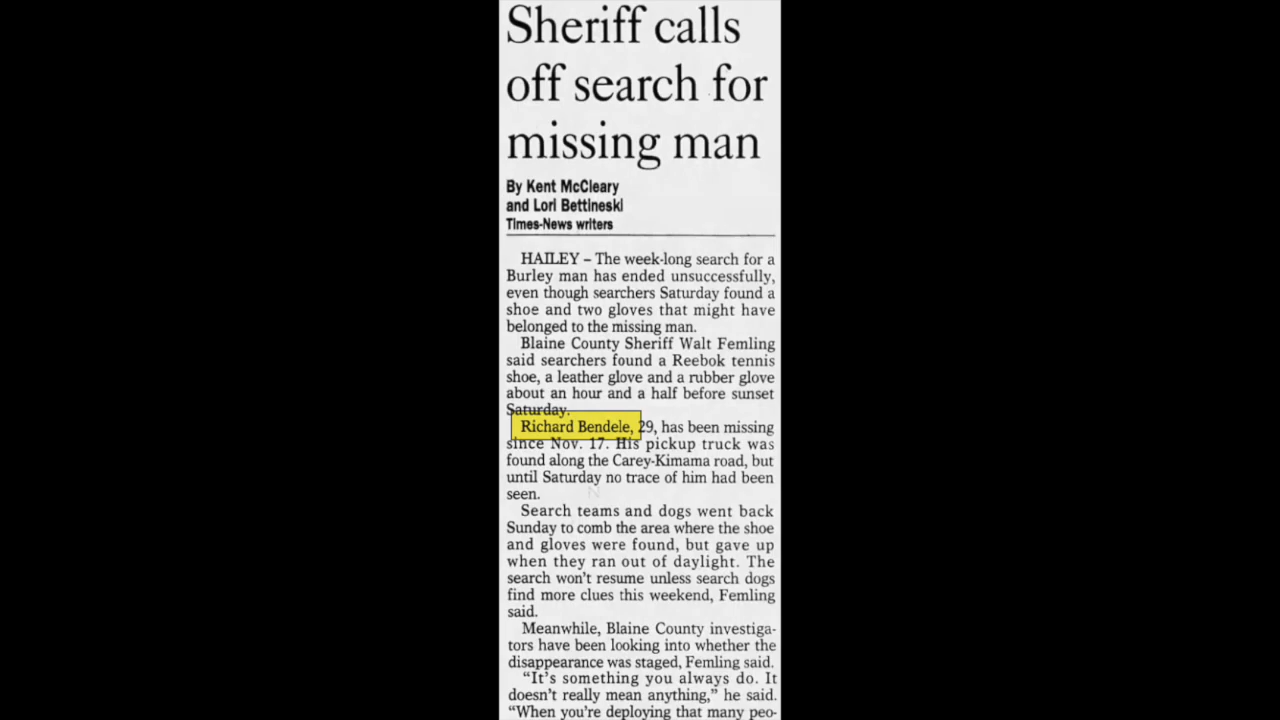 Sheriff calls
off search for
missing man
By Kent McCleary
and Lori Bettineski
Times-News writers
HAILEY – The week-long search for a
Burley man has ended unsuccessfully,
even though searchers Saturday found a
shoe and two gloves that might have
belonged to the missing man.
Blaine County Sheriff Walt Femling
said searchers found a Reebok tennis
shoe, a leather glove and a rubber glove
about an hour and a half before sunset
Saturday.
Richard Bendele, 29, has been missing
since Nov. 17. His pickup truck was
found along the Carey-Kimama road, but
until Saturday no trace of him had been
seen.
Search teams and dogs went back
Sunday to comb the area where the shoe
and gloves were found, but gave up
when they ran out of daylight. The
search won't resume unless search dogs
find more clues this weekend, Femling
said.
Meanwhile, Blaine County investiga-
tors have been looking into whether the
disappearance was staged, Femling said.
“It's something you always do. It
doesn't really mean anything,” he said.
“When you're deploying that many peo-